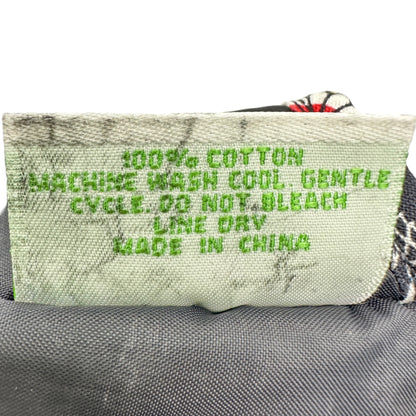 100% COTTON
MACHINE WASH COOL, GENTLE
CYCLE. DO NOT BLEACH
LINE DRY
MADE IN CHINA